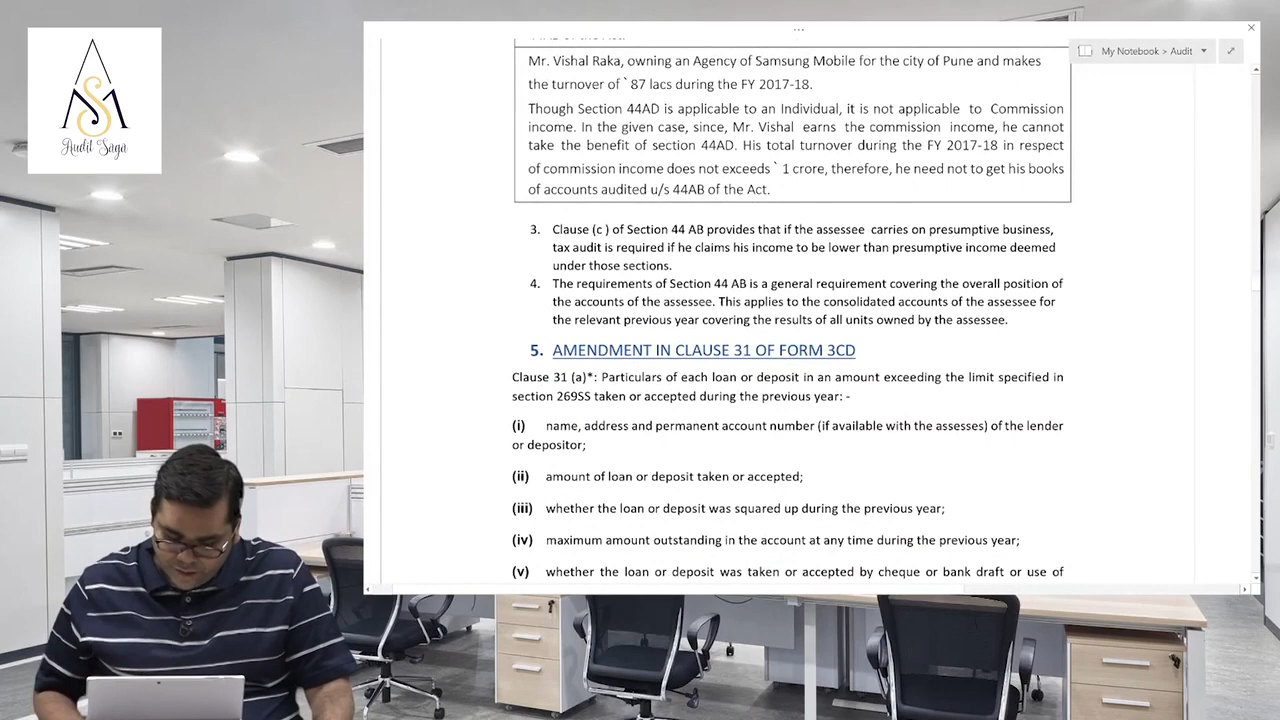 Audit Saga
...
My Notebook > Audit
Mr. Vishal Raka, owning an Agency of Samsung Mobile for the city of Pune and makes
the turnover of ` 87 lacs during the FY 2017-18.
Though Section 44AD is applicable to an Individual, it is not applicable to Commission
income. In the given case, since, Mr. Vishal earns the commission income, he cannot
take the benefit of section 44AD. His total turnover during the FY 2017-18 in respect
of commission income does not exceeds ` 1 crore, therefore, he need not to get his books
of accounts audited u/s 44AB of the Act.
3. Clause (c ) of Section 44 AB provides that if the assessee carries on presumptive business,
tax audit is required if he claims his income to be lower than presumptive income deemed
under those sections.
4. The requirements of Section 44 AB is a general requirement covering the overall position of
the accounts of the assessee. This applies to the consolidated accounts of the assessee for
the relevant previous year covering the results of all units owned by the assessee.
5. AMENDMENT IN CLAUSE 31 OF FORM 3CD
Clause 31 (a)*: Particulars of each loan or deposit in an amount exceeding the limit specified in
section 269SS taken or accepted during the previous year: -
(i) name, address and permanent account number (if available with the assesses) of the lender
or depositor;
(ii) amount of loan or deposit taken or accepted;
(iii) whether the loan or deposit was squared up during the previous year;
(iv) maximum amount outstanding in the account at any time during the previous year;
(v) whether the loan or deposit was taken or accepted by cheque or bank draft or use of